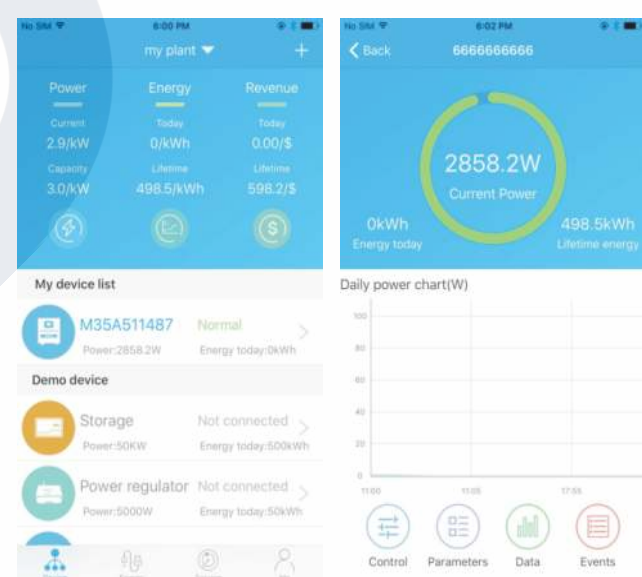 No SIM 6:00 PM
my plant
Power Energy Revenue
Current Today Today
2.9/kW 0/kWh 0.00/$
Capacity Lifetime Lifetime
3.0/kW 498.5/kWh 598.2/$
My device list
M35A511487 Normal
Power:2858.2W Energy today:0kWh
Demo device
Storage Not connected
Power:50KW Energy today:500kWh
Power regulator Not connected
Power:5000W Energy today:50kWh
No SIM 6:02 PM
Back 6666666666
2858.2W
Current Power
0kWh 498.5kWh
Energy today Lifetime energy
Daily power chart(W)
100
80
60
40
20
0
Control Parameters Data Events